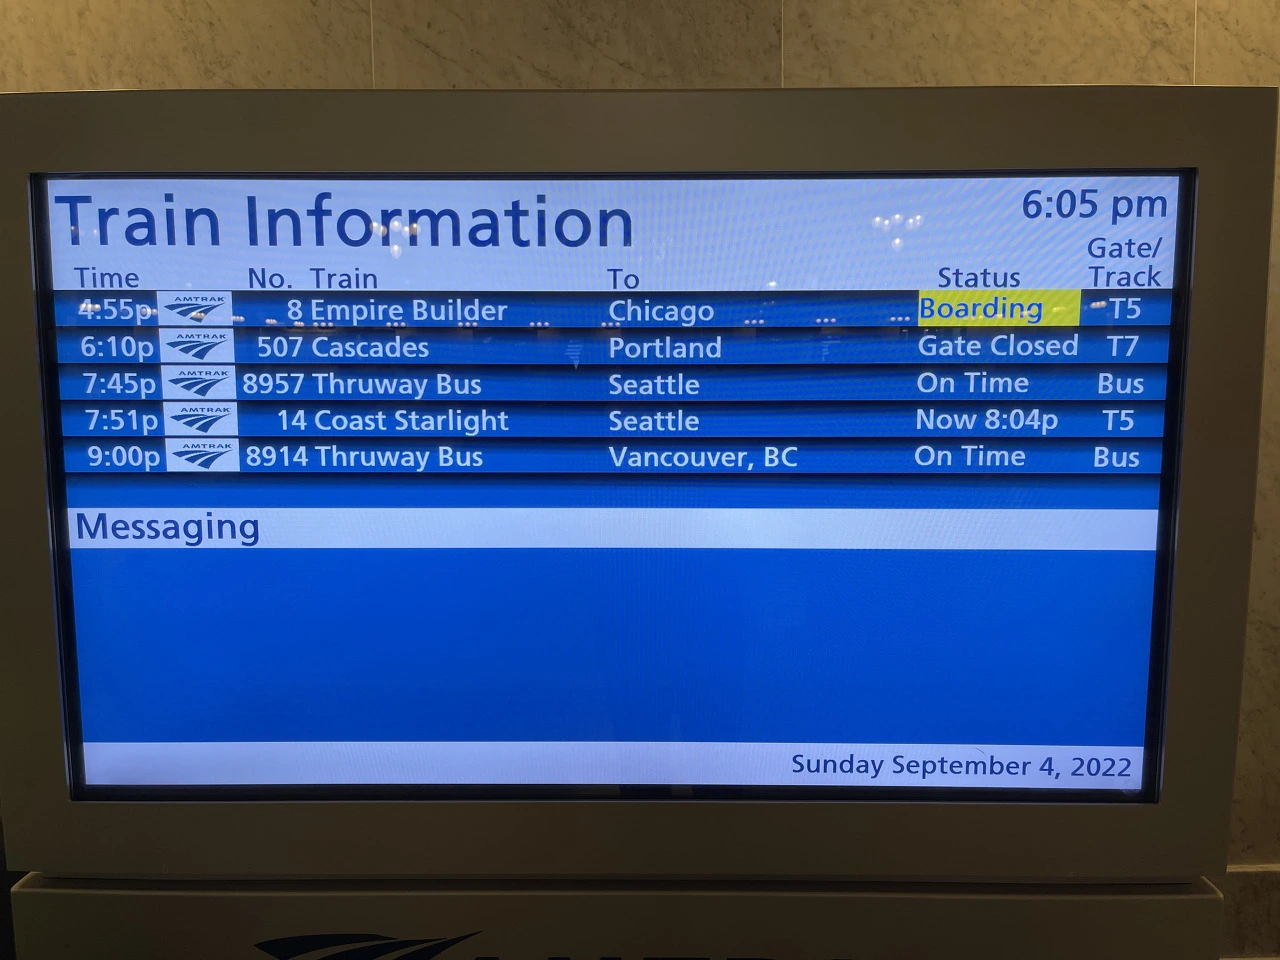 Train Information 6:05 pm
Time No. Train To Status Gate/ Track
4:55p AMTRAK 8 Empire Builder Chicago Boarding T5
6:10p AMTRAK 507 Cascades Portland Gate Closed T7
7:45p AMTRAK 8957 Thruway Bus Seattle On Time Bus
7:51p AMTRAK 14 Coast Starlight Seattle Now 8:04p T5
9:00p AMTRAK 8914 Thruway Bus Vancouver, BC On Time Bus
Messaging
Sunday September 4, 2022